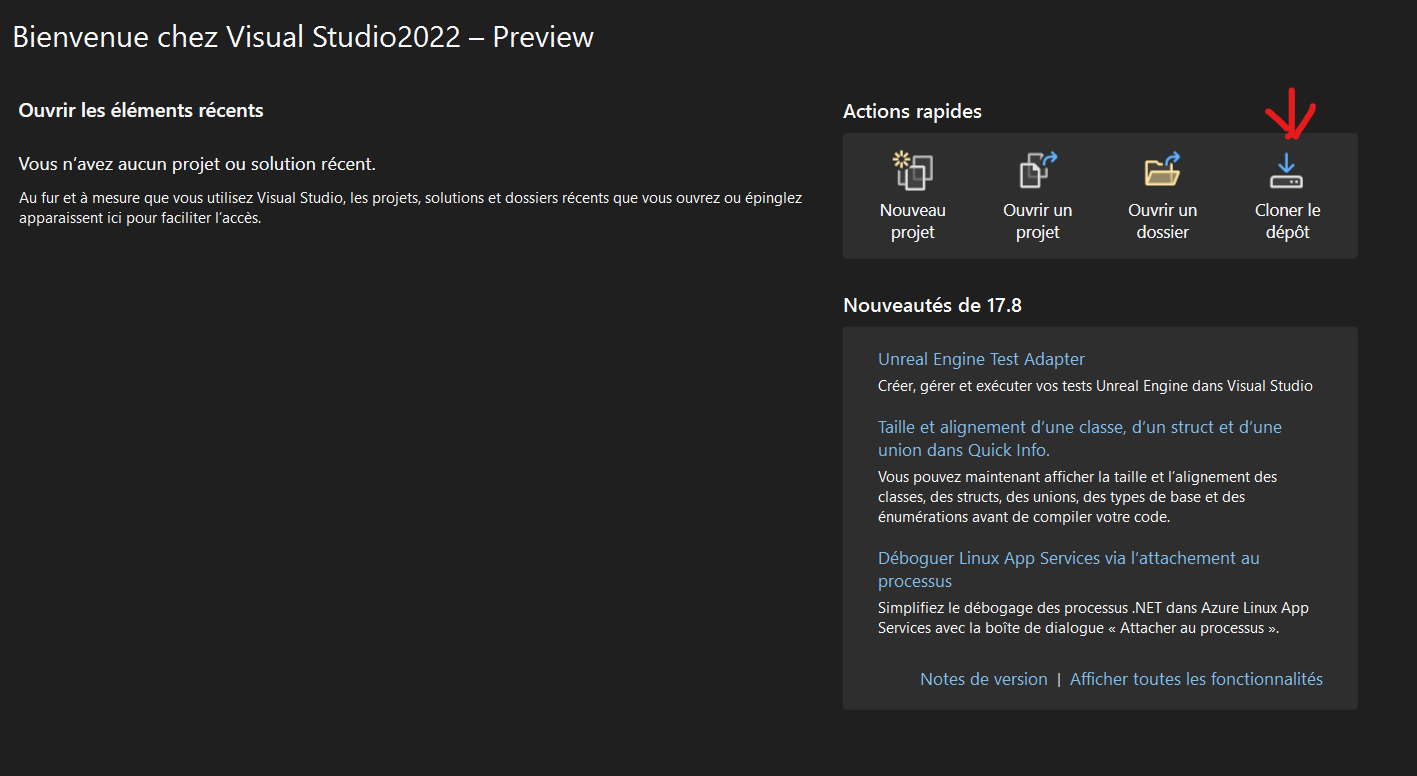 Bienvenue chez Visual Studio2022 – Preview
Ouvrir les éléments récents
Vous n’avez aucun projet ou solution récent.
Au fur et à mesure que vous utilisez Visual Studio, les projets, solutions et dossiers récents que vous ouvrez ou épinglez
apparaissent ici pour faciliter l’accès.
Actions rapides
Nouveau
projet
Ouvrir un
projet
Ouvrir un
dossier
Cloner le
dépôt
Nouveautés de 17.8
Unreal Engine Test Adapter
Créer, gérer et exécuter vos tests Unreal Engine dans Visual Studio
Taille et alignement d’une classe, d’un struct et d’une
union dans Quick Info.
Vous pouvez maintenant afficher la taille et l’alignement des
classes, des structs, des unions, des types de base et des
énumérations avant de compiler votre code.
Déboguer Linux App Services via l’attachement au
processus
Simplifiez le débogage des processus .NET dans Azure Linux App
Services avec la boîte de dialogue « Attacher au processus ».
Notes de version | Afficher toutes les fonctionnalités